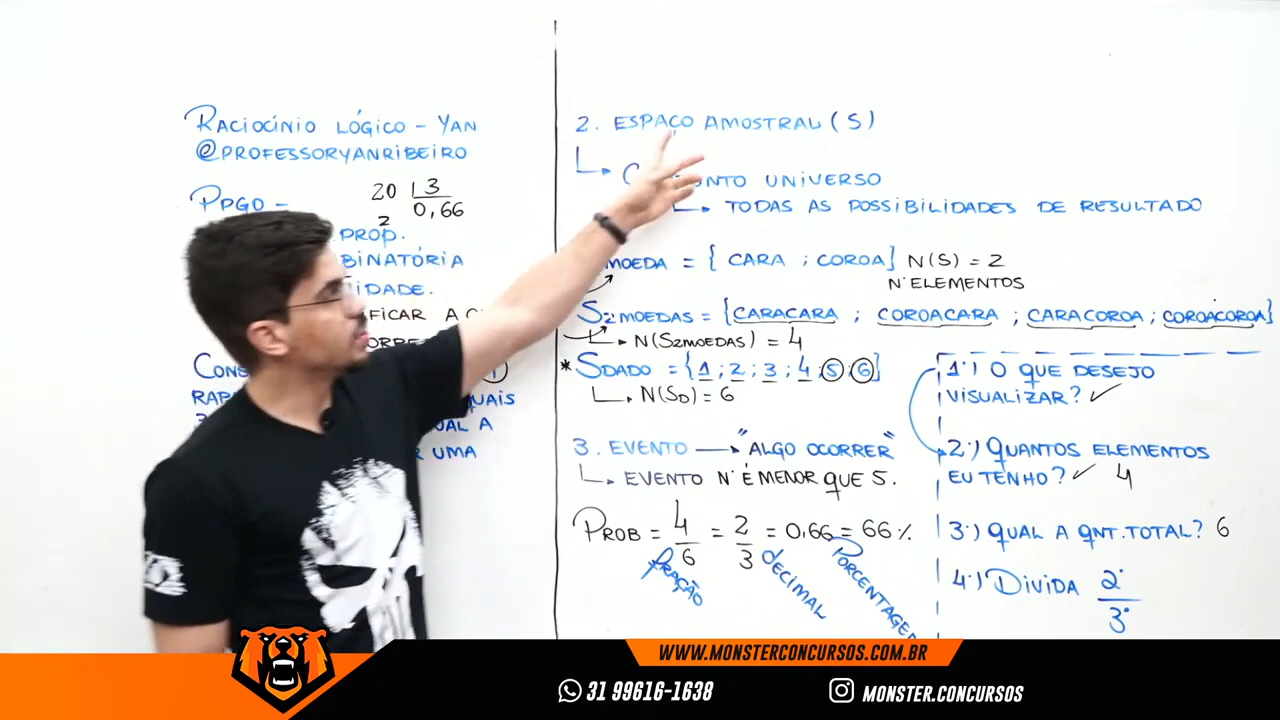 RACIOCÍNIO LÓGICO - YAN
@PROFESSORYANRIBEIRO
PPGD -
20 3
2 0,66
PROP.
BINATÓRIA
IDADE.
2. ESPAÇO AMOSTRAL (S)
UNIVERSO
TODAS AS POSSIBILIDADES DE RESULTADO
MOEDA = { CARA ; COROA} N(S) = 2
N° ELEMENTOS
S2MOEDAS = {CARACARA ; COROACARA ; CARACOROA ; COROACOROA}
N(S2MOEDAS) = 4
* SDADO = {1 ; 2 ; 3 ; 4 ; 5 ; 6}
N(SD) = 6
3. EVENTO → "ALGO OCORRER"
EVENTO N° É MENOR QUE 5.
PROB = 4/6 = 2/3 = 0,66 = 66%
FRAÇÃO
DECIMAL
PORCENTAGEM
1°) O QUE DESEJO
VISUALIZAR? ✓
2°) QUANTOS ELEMENTOS
EU TENHO? ✓ 4
3°) QUAL A QNT.TOTAL? 6
4°) DIVIDA 2°/3°
WWW.MONSTERCONCURSOS.COM.BR
31 99616-1638
MONSTER.CONCURSOS